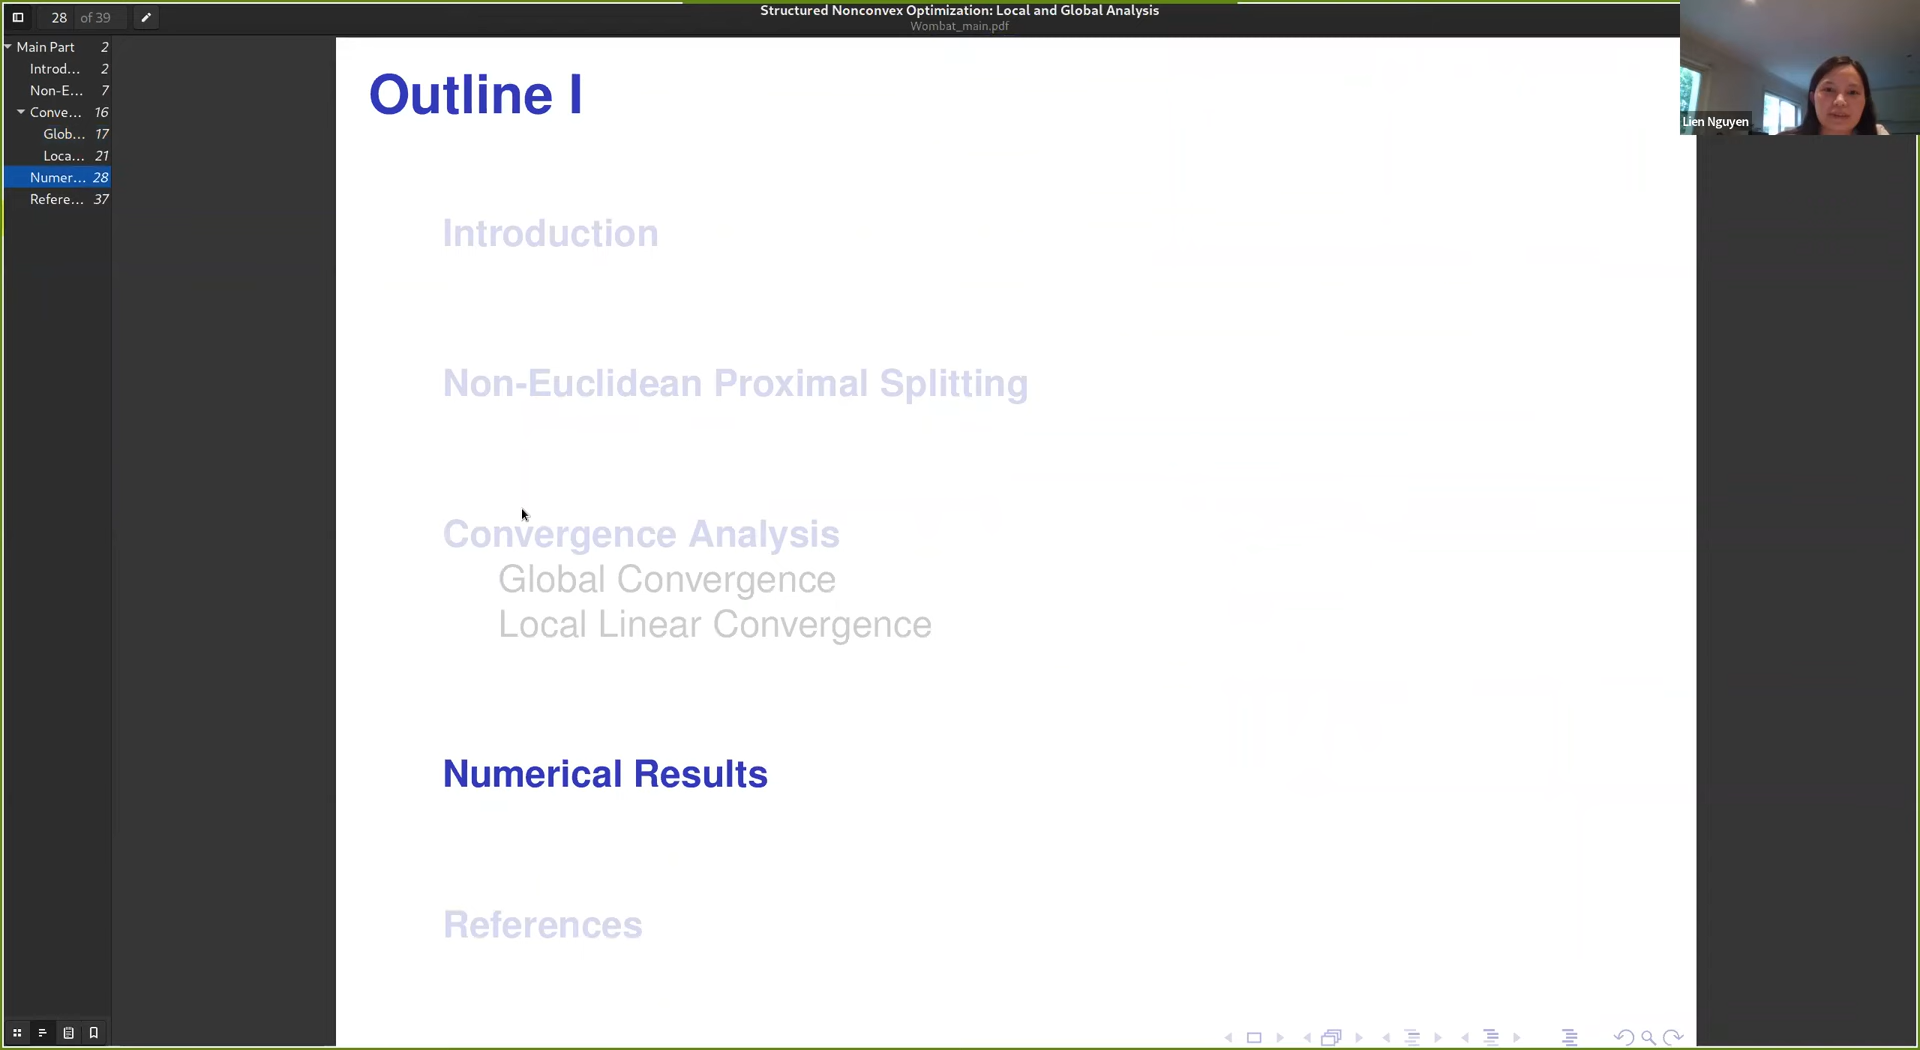 28 of 39
Structured Nonconvex Optimization: Local and Global Analysis
Wombat_main.pdf
Main Part 2
Introd... 2
Non-E... 7
Conve... 16
Glob... 17
Loca... 21
Numer... 28
Refere... 37
Lien Nguyen
Outline I
Introduction
Non-Euclidean Proximal Splitting
Convergence Analysis
Global Convergence
Local Linear Convergence
Numerical Results
References